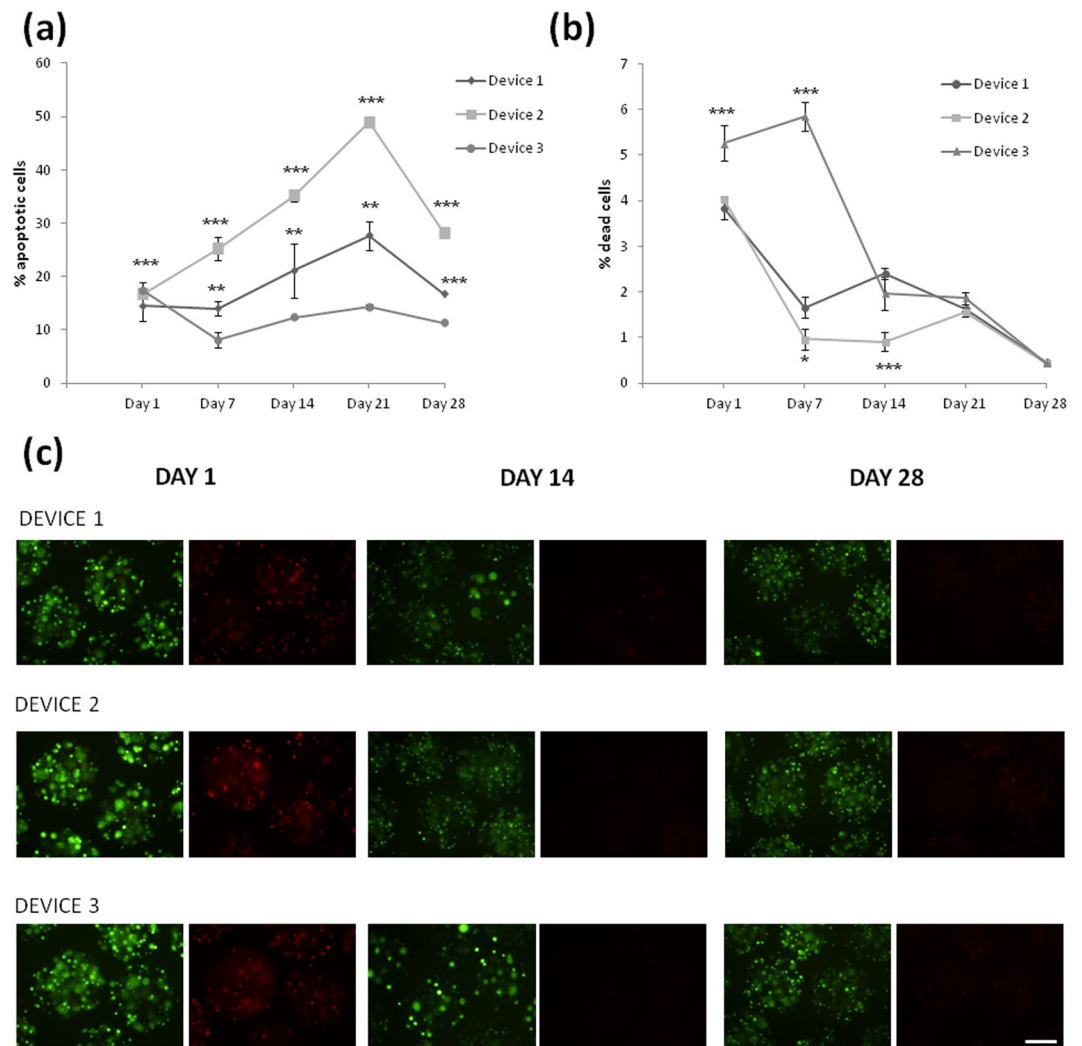 (a)
% apoptotic cells
60
50
40
30
20
10
0
Day 1
Day 7
Day 14
Day 21
Day 28
Device 1
Device 2
Device 3
***
***
**
***
**
***
**
***
***
(b)
% dead cells
7
6
5
4
3
2
1
0
Day 1
Day 7
Day 14
Day 21
Day 28
Device 1
Device 2
Device 3
***
***
*
***
(c)
DAY 1
DAY 14
DAY 28
DEVICE 1
DEVICE 2
DEVICE 3